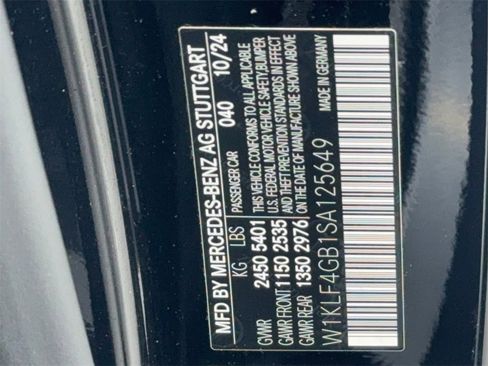 MFD BY MERCEDES-BENZ AG STUTTGART
KG LBS PASSENGER CAR 040 10/24
GVWR 2450 5401 THIS VEHICLE CONFORMS TO ALL APPLICABLE
U.S. FEDERAL MOTOR VEHICLE SAFETY, BUMPER
GAWR FRONT 1150 2535 AND THEFT PREVENTION STANDARDS IN EFFECT
GAWR REAR 1350 2976 ON THE DATE OF MANUFACTURE SHOWN ABOVE
W1KLF4GB1SA125649 MADE IN GERMANY